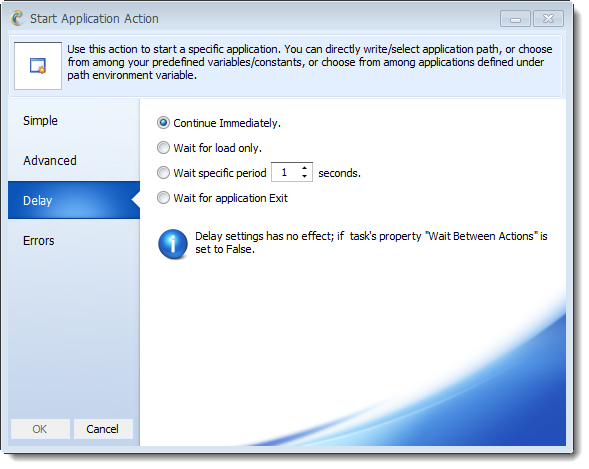 Start Application Action
Use this action to start a specific application. You can directly write/select application path, or choose
from among your predefined variables/constants, or choose from among applications defined under
path environment variable.
Simple
Advanced
Delay
Errors
Continue Immediately.
Wait for load only.
Wait specific period 1 seconds.
Wait for application Exit
Delay settings has no effect; if task's property "Wait Between Actions" is
set to False.
OK
Cancel